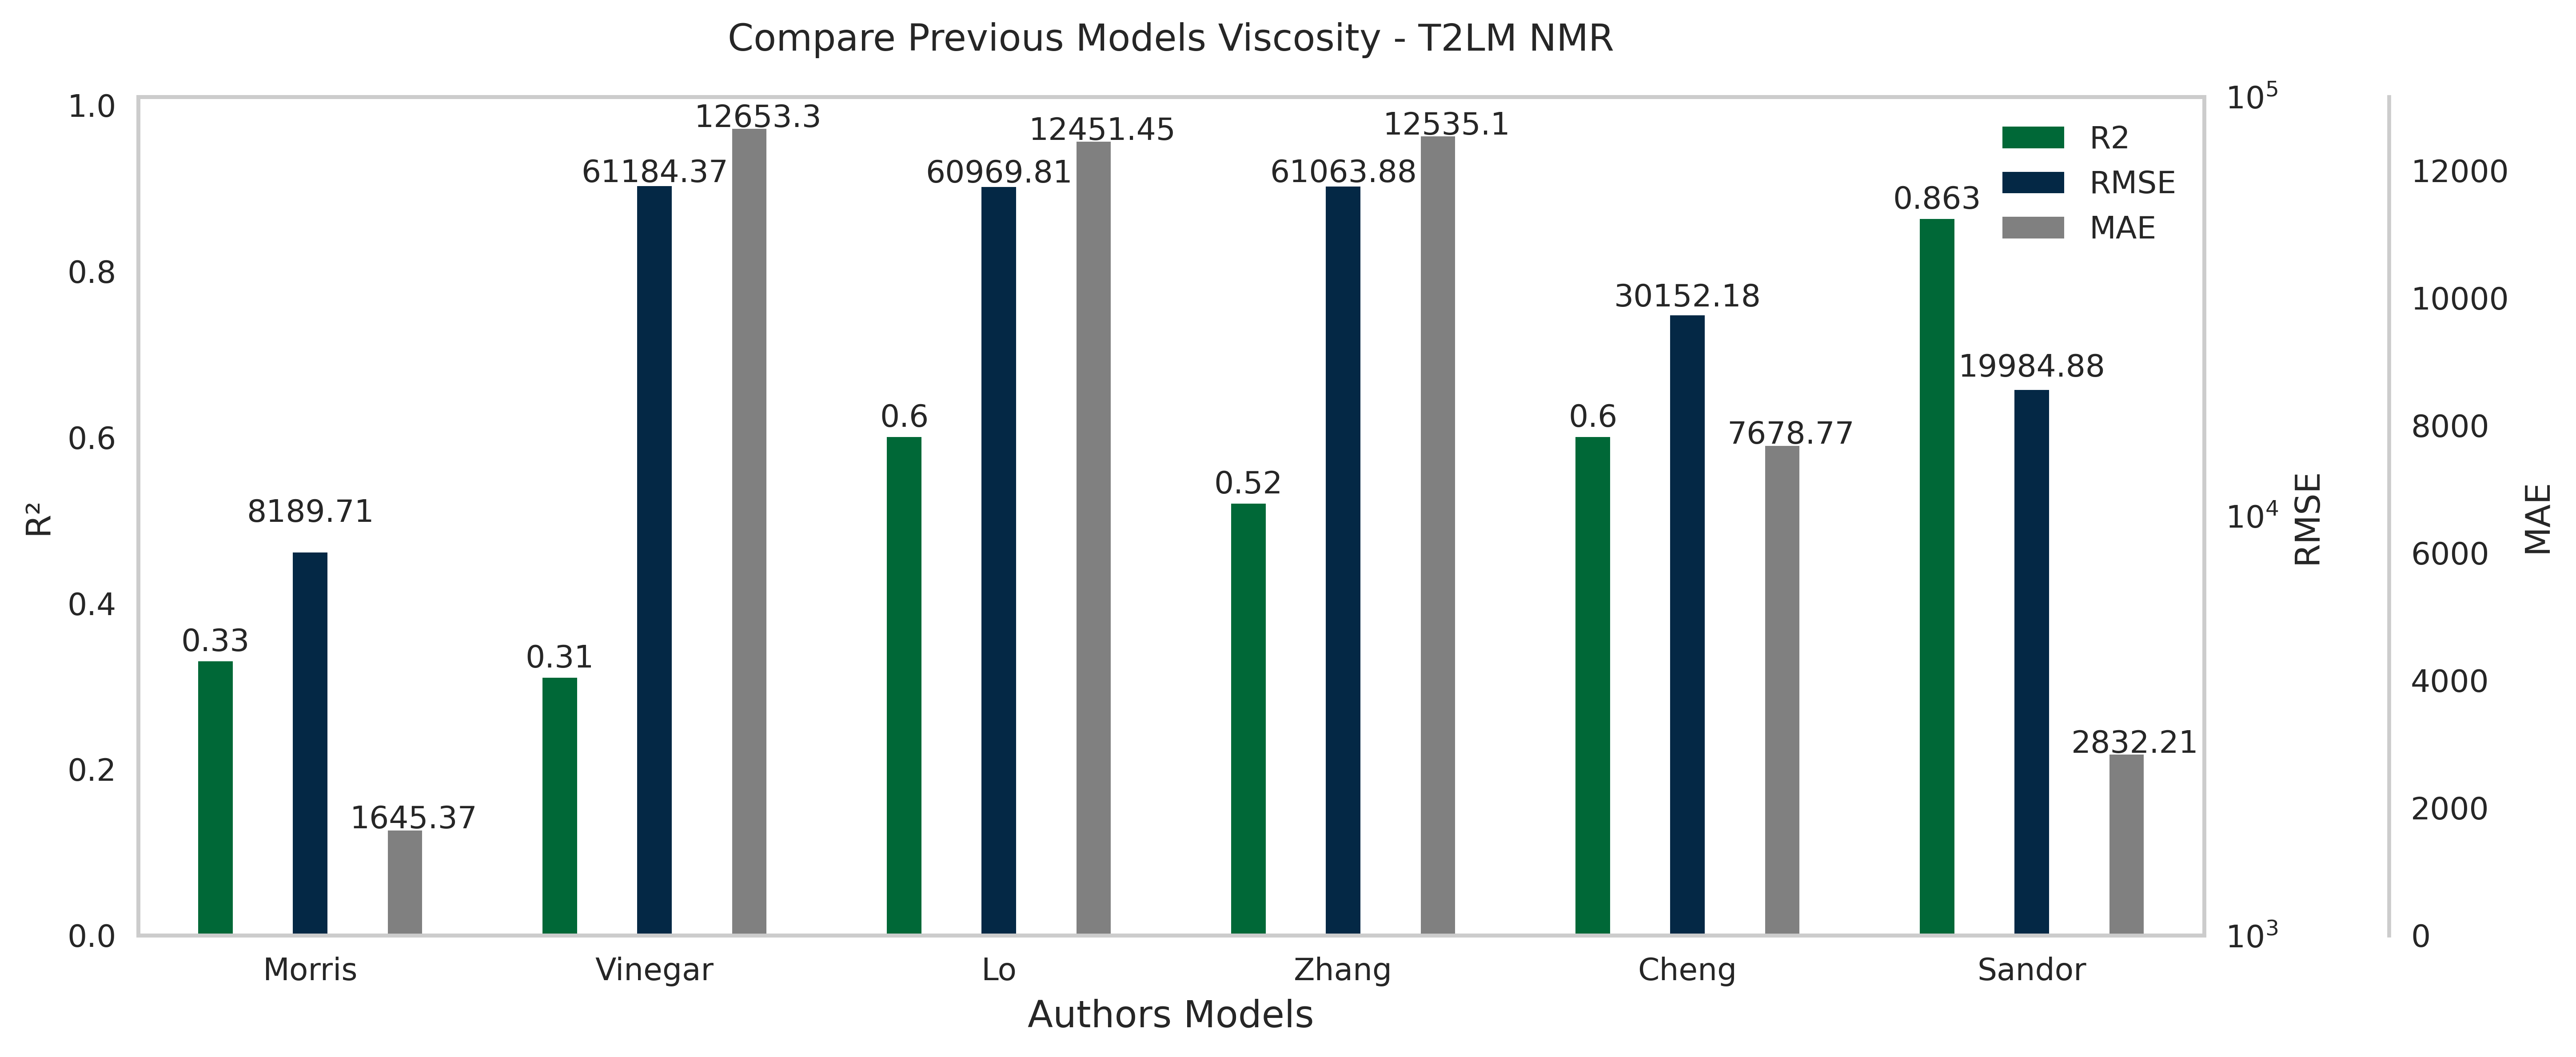 Compare Previous Models Viscosity - T2LM NMR
R²
1.0
0.8
0.6
0.4
0.2
0.0
0.33
8189.71
1645.37
0.31
61184.37
12653.3
0.6
60969.81
12451.45
0.52
61063.88
12535.1
0.6
30152.18
7678.77
0.863
19984.88
2832.21
R2
RMSE
MAE
10⁵
10⁴
10³
RMSE
12000
10000
8000
6000
4000
2000
0
MAE
Morris
Vinegar
Lo
Zhang
Cheng
Sandor
Authors Models